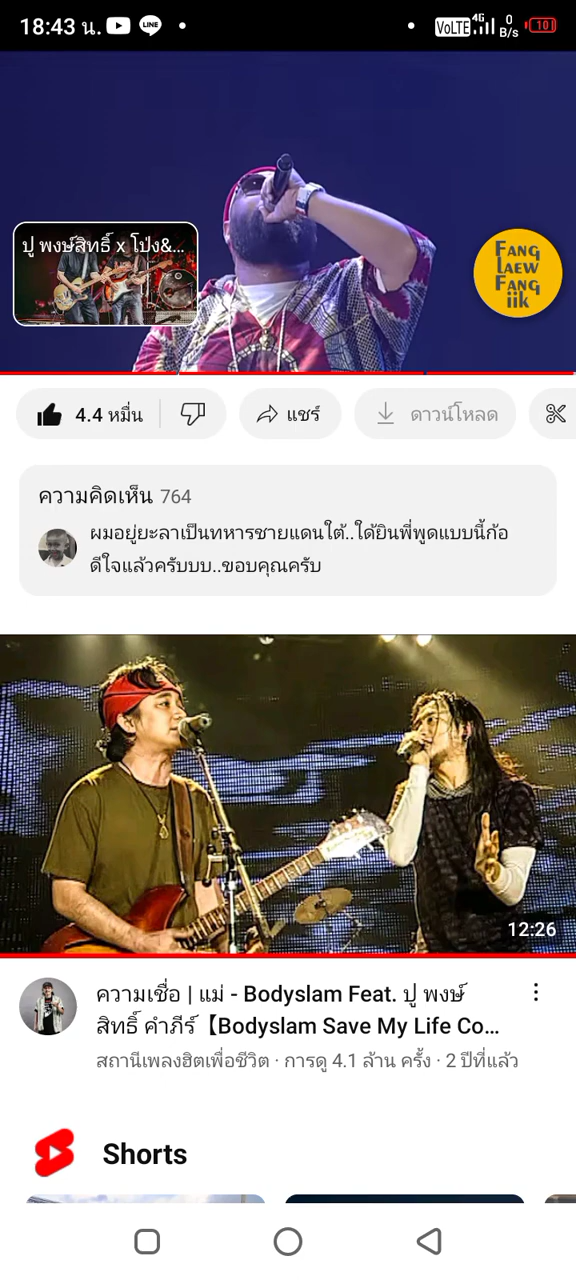 18:43 น.
LINE
VoLTE 4G 0 B/s 10
ปู พงษ์สิทธิ์ x โป่ง&...
FANG
LAEW
FANG
iik
4.4 หมื่น
แชร์
ดาวน์โหลด
ความคิดเห็น 764
ผมอยู่ยะลาเป็นทหารชายแดนใต้..ใด้ยินพี่พูดแบบนี้ก้อ
ดีใจแล้วครับบบ..ขอบคุณครับ
12:26
ความเชื่อ | แม่ - Bodyslam Feat. ปู พงษ์
สิทธิ์ คำภีร์【Bodyslam Save My Life Co...
สถานีเพลงฮิตเพื่อชีวิต · การดู 4.1 ล้าน ครั้ง · 2 ปีที่แล้ว
Shorts